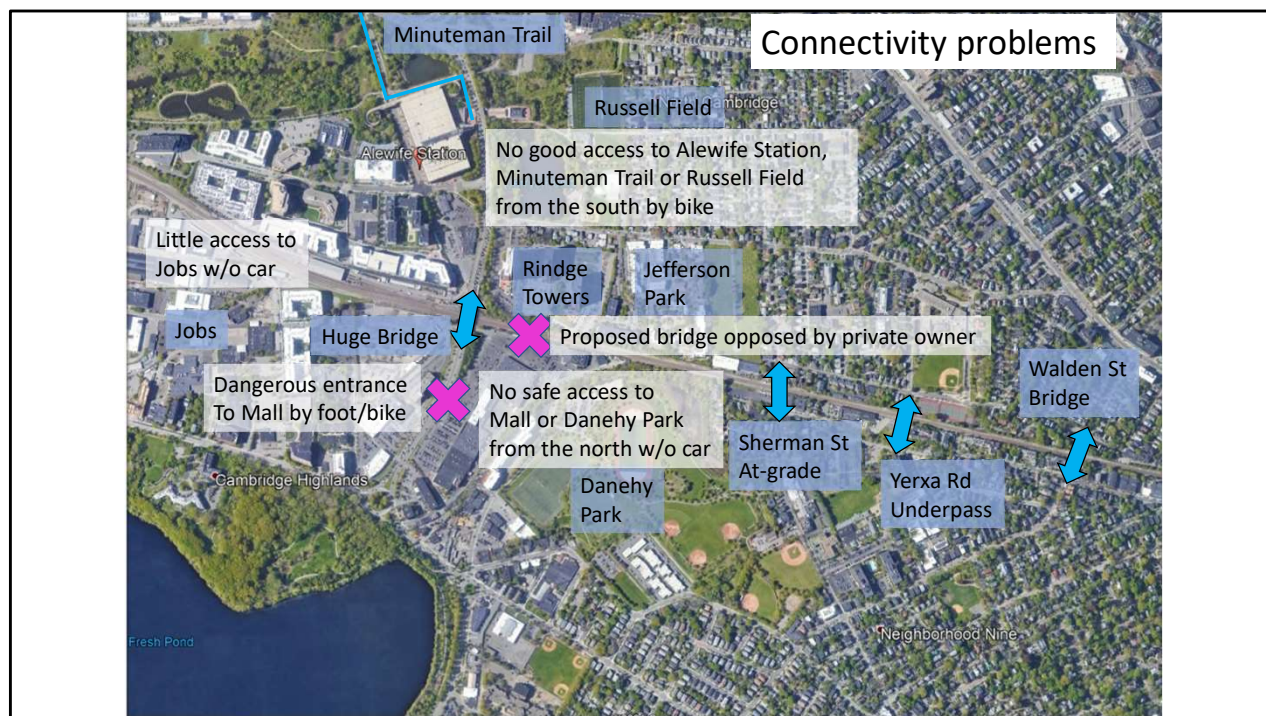 Minuteman Trail
Connectivity problems
Russell Field
Cambridge
Alewife Station
No good access to Alewife Station,
Minuteman Trail or Russell Field
from the south by bike
Little access to
Jobs w/o car
Rindge
Towers
Jefferson
Park
Jobs
Huge Bridge
Proposed bridge opposed by private owner
Walden St
Bridge
Dangerous entrance
To Mall by foot/bike
No safe access to
Mall or Danehy Park
from the north w/o car
Sherman St
At-grade
Cambridge Highlands
Danehy
Park
Yerxa Rd
Underpass
Fresh Pond
Neighborhood Nine